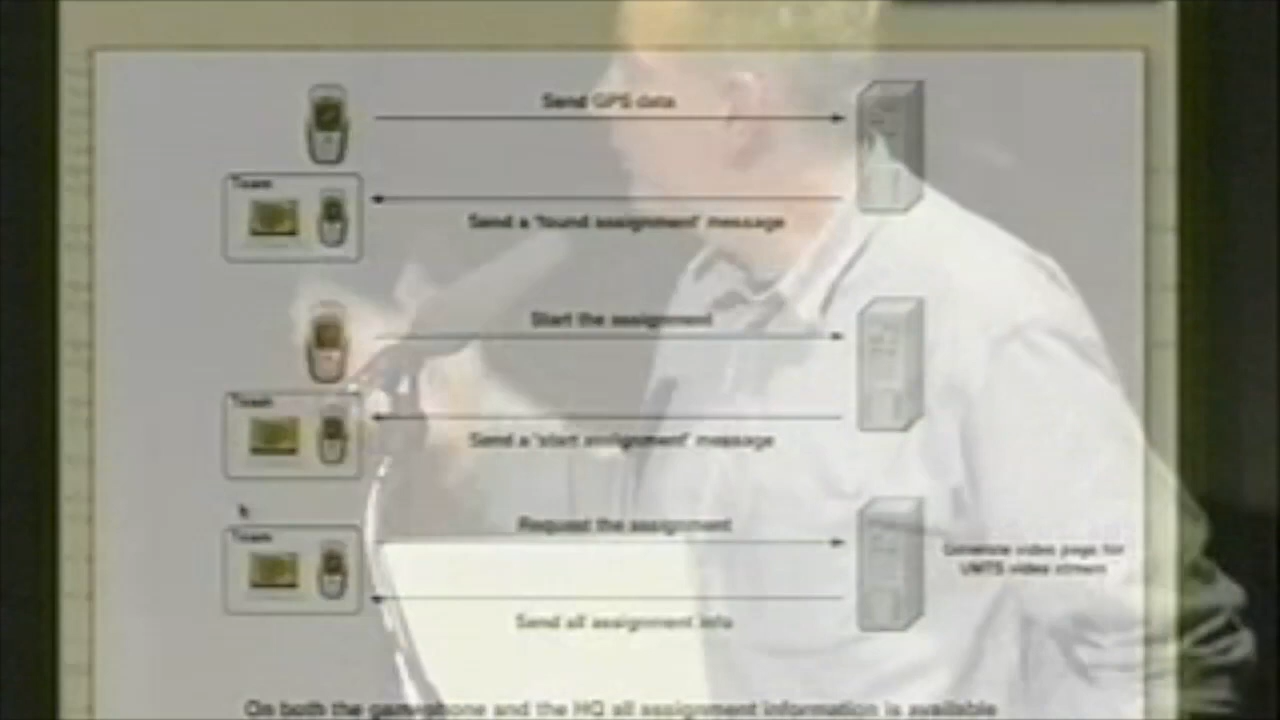 Send GPS data
Team
Send a 'found assignment' message
Start the assignment
Team
Send a 'start assignment' message
Request the assignment
Team
Generate video page for
UMTS video stream
Send all assignment info
On both the game-phone and the HQ all assignment information is available